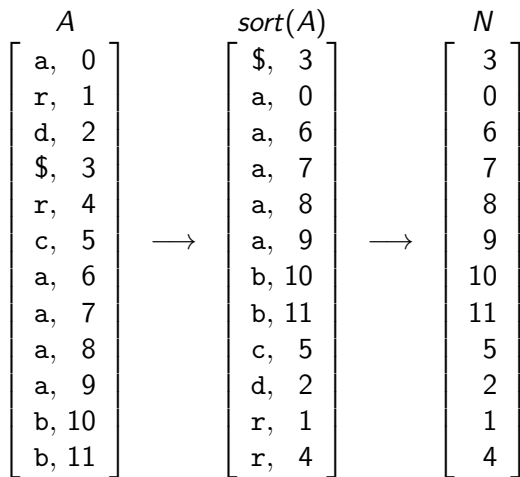 A sort(A) N
a, 0 $, 3 3
r, 1 a, 0 0
d, 2 a, 6 6
$, 3 a, 7 7
r, 4 a, 8 8
c, 5 → a, 9 → 9
a, 6 b, 10 10
a, 7 b, 11 11
a, 8 c, 5 5
a, 9 d, 2 2
b, 10 r, 1 1
b, 11 r, 4 4